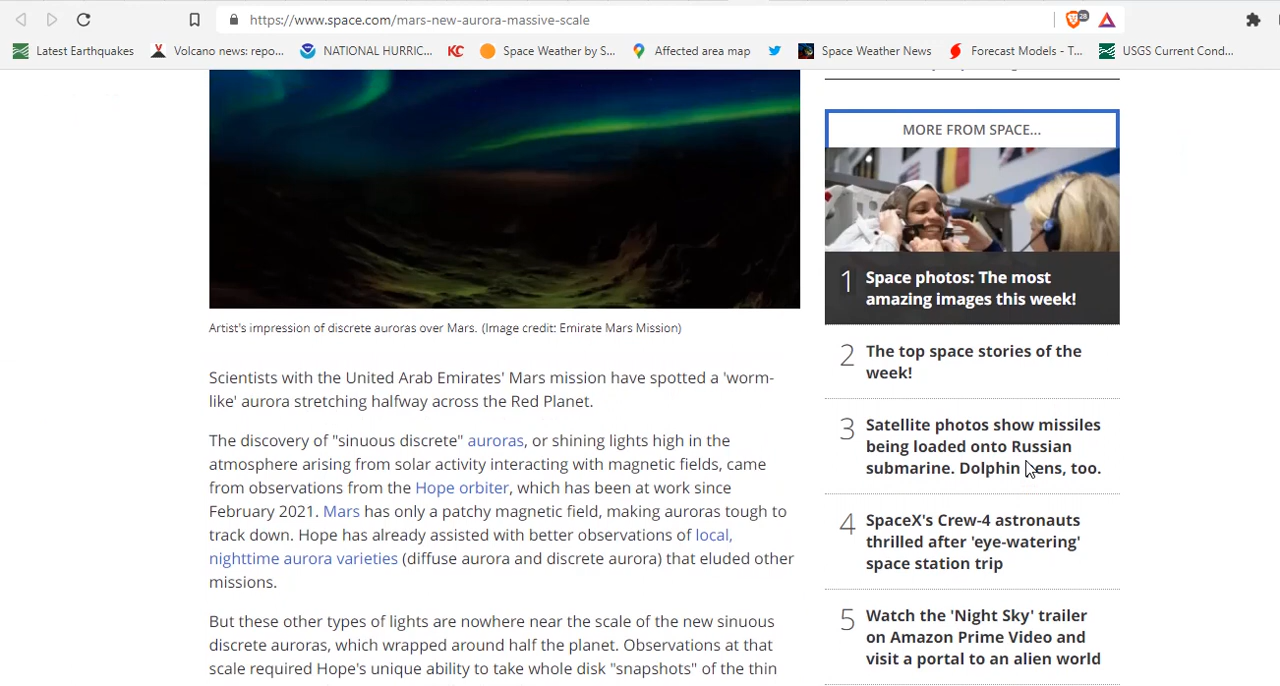 https://www.space.com/mars-new-aurora-massive-scale
28
Latest Earthquakes
Volcano news: repo...
NATIONAL HURRIC...
KC
Space Weather by S...
Affected area map
Space Weather News
Forecast Models - T...
USGS Current Cond...
Artist's impression of discrete auroras over Mars. (Image credit: Emirate Mars Mission)
Scientists with the United Arab Emirates' Mars mission have spotted a 'worm-
like' aurora stretching halfway across the Red Planet.
The discovery of "sinuous discrete" auroras, or shining lights high in the
atmosphere arising from solar activity interacting with magnetic fields, came
from observations from the Hope orbiter, which has been at work since
February 2021. Mars has only a patchy magnetic field, making auroras tough to
track down. Hope has already assisted with better observations of local,
nighttime aurora varieties (diffuse aurora and discrete aurora) that eluded other
missions.
But these other types of lights are nowhere near the scale of the new sinuous
discrete auroras, which wrapped around half the planet. Observations at that
scale required Hope's unique ability to take whole disk "snapshots" of the thin
MORE FROM SPACE...
1 Space photos: The most
amazing images this week!
2 The top space stories of the
week!
3 Satellite photos show missiles
being loaded onto Russian
submarine. Dolphin pens, too.
4 SpaceX's Crew-4 astronauts
thrilled after 'eye-watering'
space station trip
5 Watch the 'Night Sky' trailer
on Amazon Prime Video and
visit a portal to an alien world